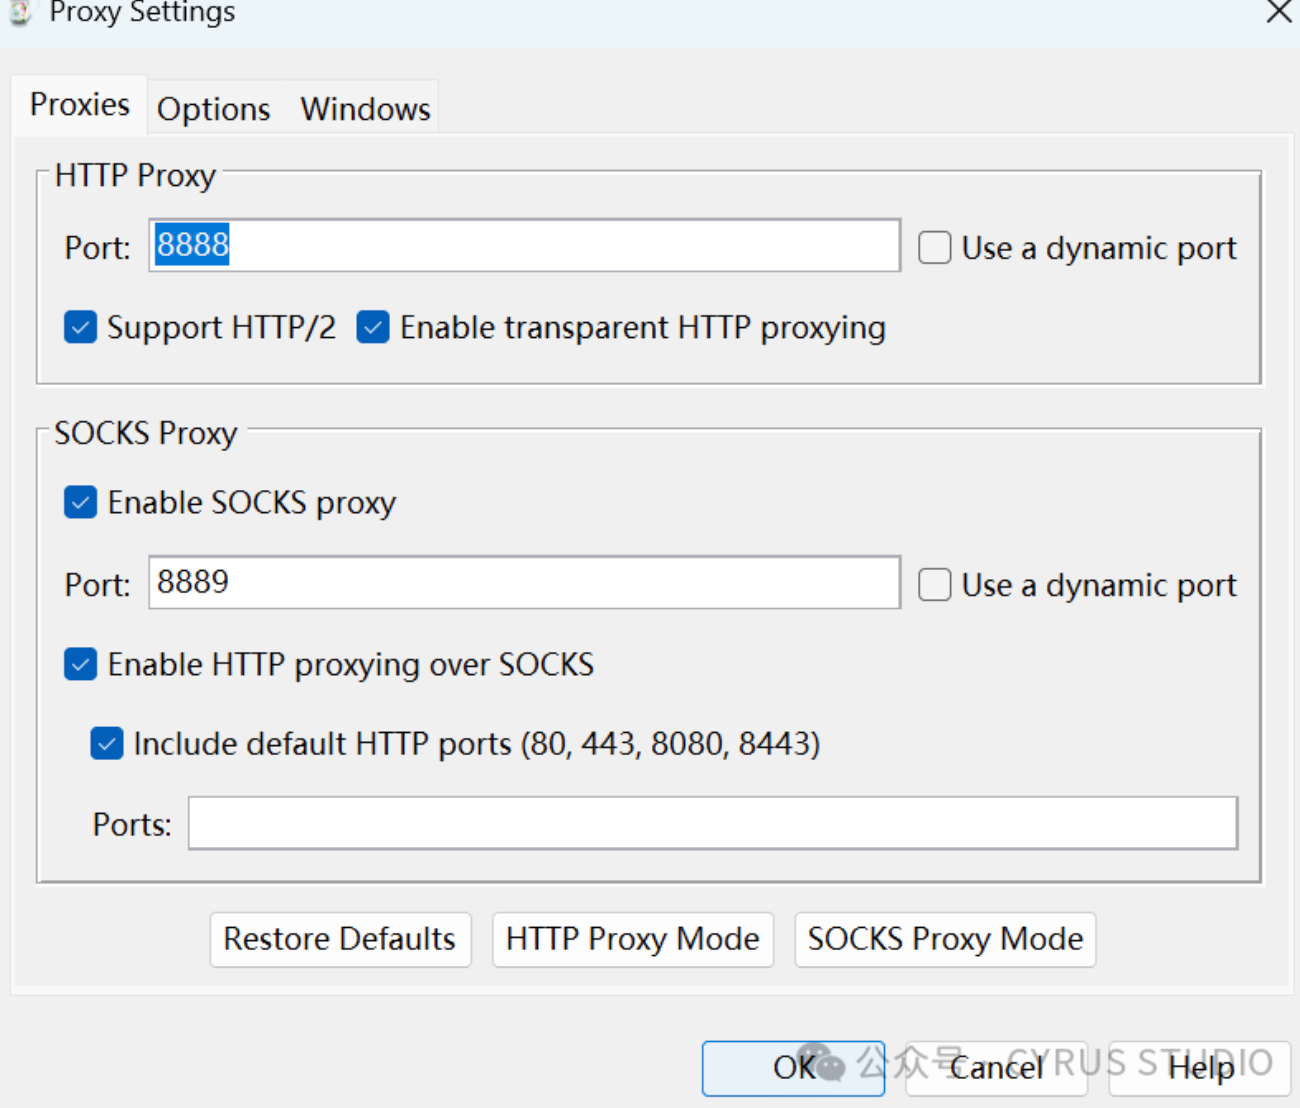 Proxy Settings
Proxies Options Windows
HTTP Proxy
Port: 8888 Use a dynamic port
Support HTTP/2 Enable transparent HTTP proxying
SOCKS Proxy
Enable SOCKS proxy
Port: 8889 Use a dynamic port
Enable HTTP proxying over SOCKS
Include default HTTP ports (80, 443, 8080, 8443)
Ports:
Restore Defaults HTTP Proxy Mode SOCKS Proxy Mode
OK Cancel Help
公众号 · CYRUS STUDIO